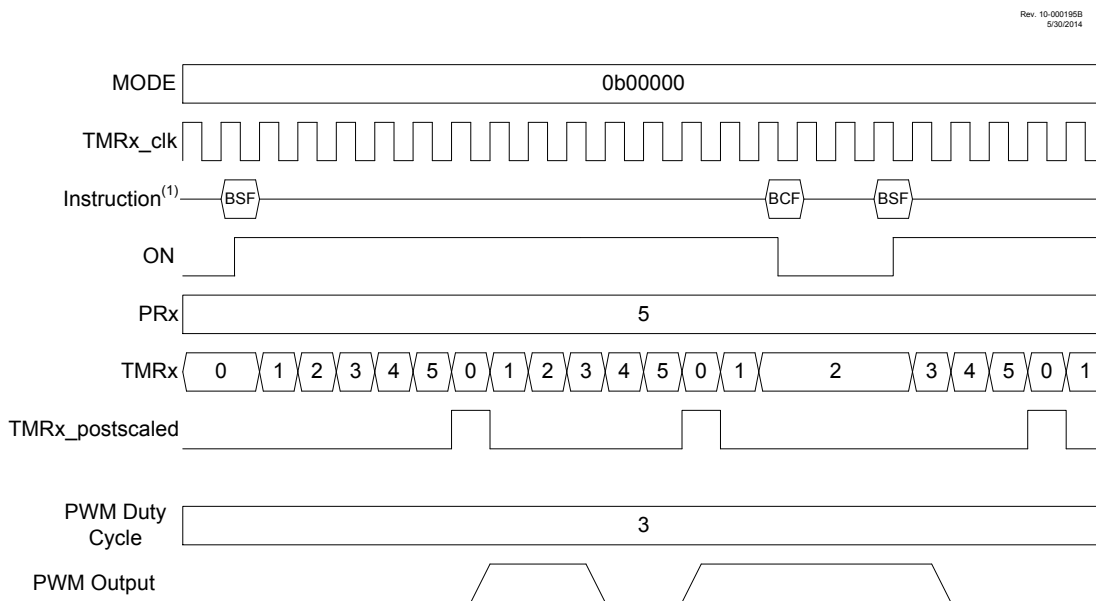 Rev. 10-000195B
5/30/2014
MODE 0b00000
TMRx_clk
Instruction(1) BSF BCF BSF
ON
PRx 5
TMRx 0 1 2 3 4 5 0 1 2 3 4 5 0 1 2 3 4 5 0 1
TMRx_postscaled
PWM Duty
Cycle 3
PWM Output